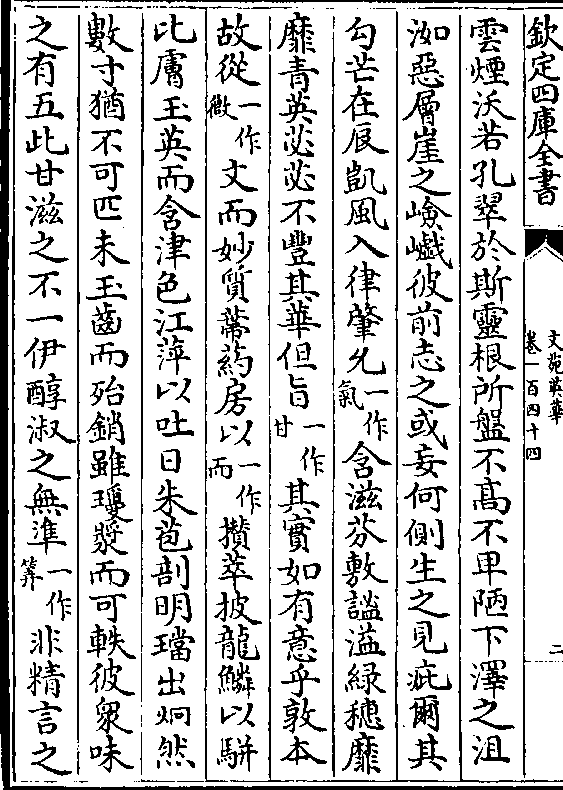 欽定四庫全書
文苑英華
卷一百四十四
二
雲煙沃若孔翠於斯靈根所盤不髙不卑陋下澤之沮
洳惡層崖之嶮巇彼前志之或妄何側生之見疵爾其
勾芒在辰凱風入律肇允一作氣含滋芬敷謐溢綠穗靡
靡青英苾苾不豐其華但旨一作甘其實如有意乎敦本
故從一作微文而妙質蔕葯房以一作而攢萃披龍鱗以駢
比膚玉英而含津色江萍以吐日朱苞剖明璫出烱然
數寸猶不可匹未玉齒而殆銷雖瓊漿而可軼彼衆味
之有五此甘滋之不一伊醇淑之無準一作筭非精言之